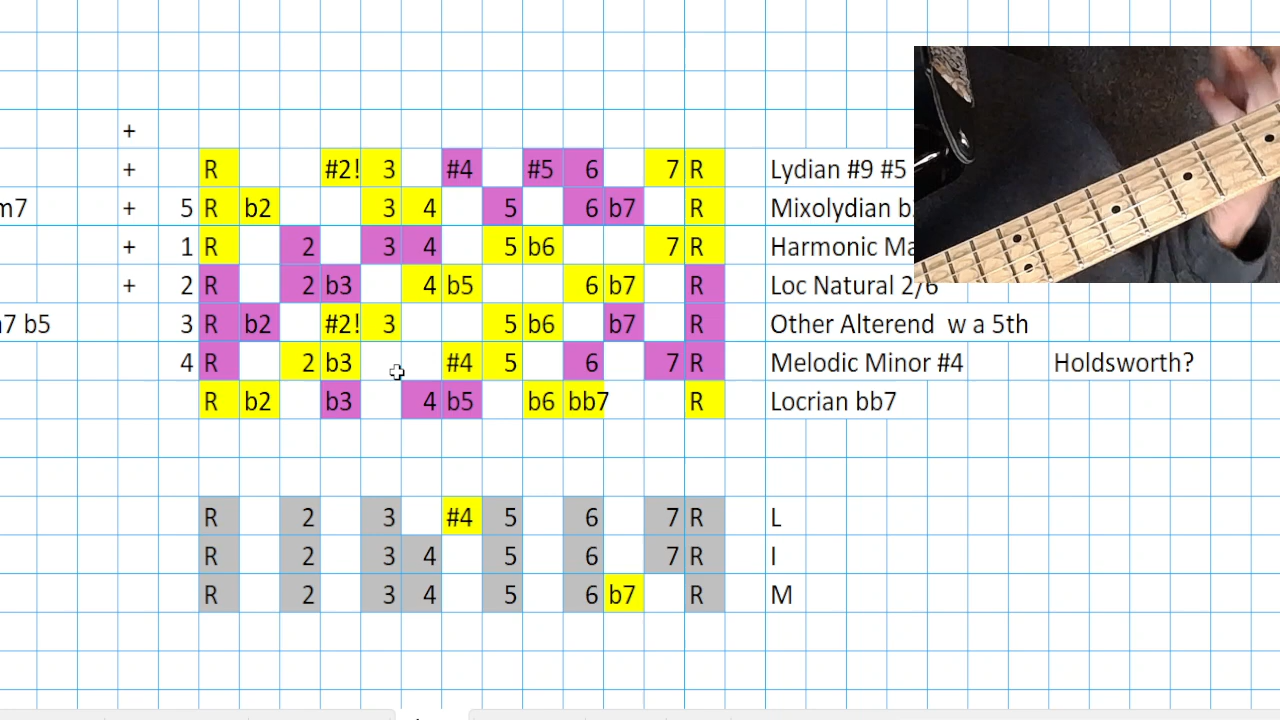 +
+ R #2! 3 #4 #5 6 7 R Lydian #9 #5
m7 + 5 R b2 3 4 5 6 b7 R Mixolydian b
+ 1 R 2 3 4 5 b6 7 R Harmonic Ma
+ 2 R 2 b3 4 b5 6 b7 R Loc Natural 2/6
7 b5 3 R b2 #2! 3 5 b6 b7 R Other Alterend w a 5th
4 R 2 b3 #4 5 6 7 R Melodic Minor #4 Holdsworth?
R b2 b3 4 b5 b6 bb7 R Locrian bb7
R 2 3 #4 5 6 7 R L
R 2 3 4 5 6 7 R I
R 2 3 4 5 6 b7 R M